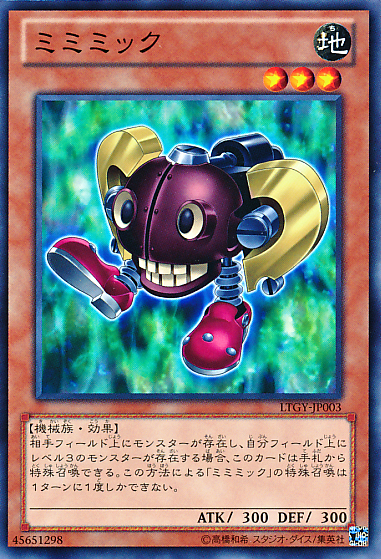 ミミミック
地
LTGY-JP003
【機械族・効果】
相手フィールド上にモンスターが存在し、自分フィールド上に
レベル3のモンスターが存在する場合、このカードは手札から
特殊召喚できる。この方法による「ミミミック」の特殊召喚は
1ターンに1度しかできない。
ATK/ 300 DEF/ 300
45651298
©高橋和希 スタジオ・ダイス/集英社